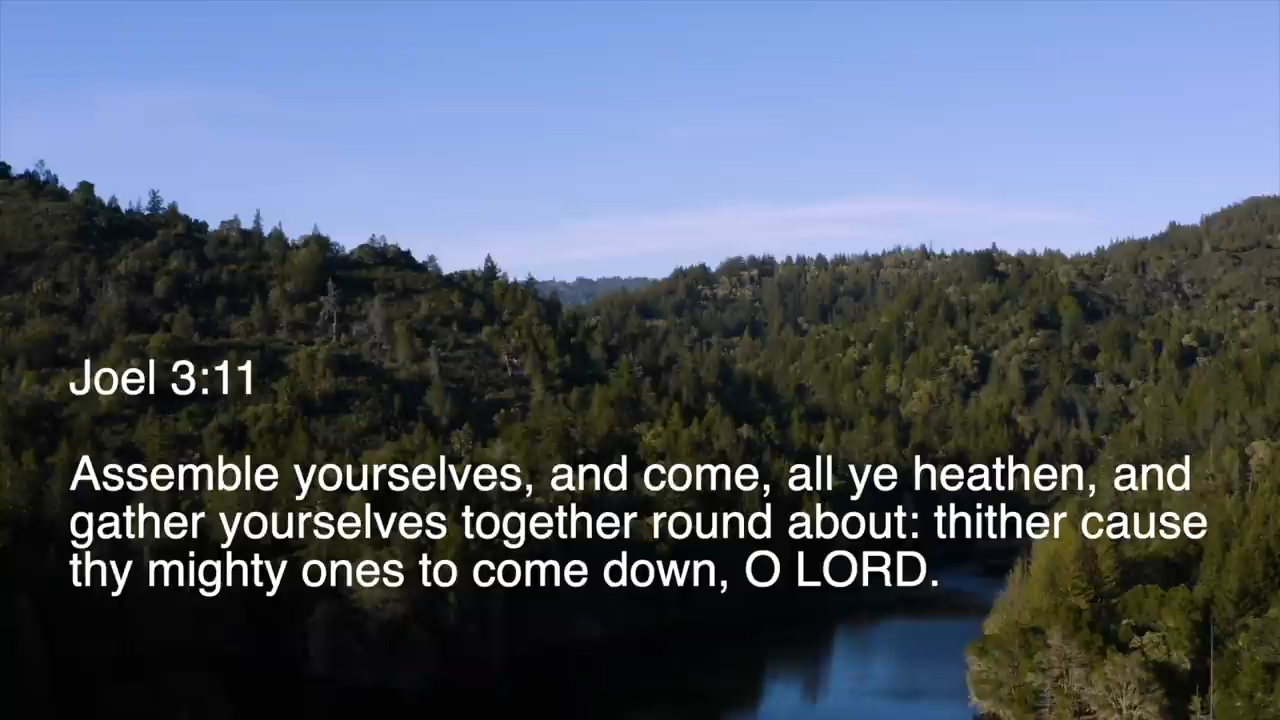 Joel 3:11
Assemble yourselves, and come, all ye heathen, and
gather yourselves together round about: thither cause
thy mighty ones to come down, O LORD.